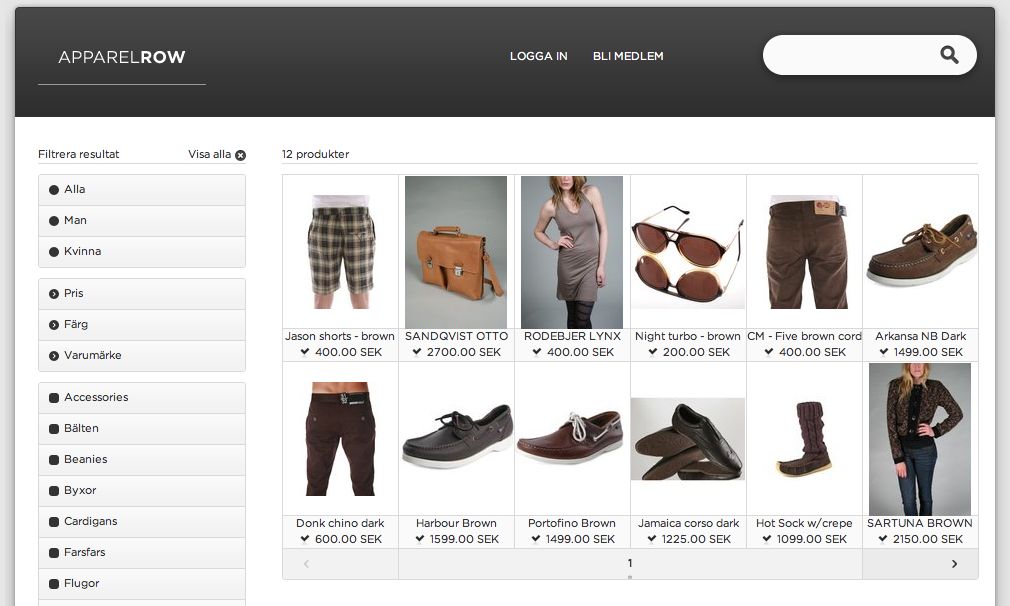 APPARELROW
LOGGA IN
BLI MEDLEM
Filtrera resultat
Visa alla
12 produkter
Alla
Man
Kvinna
Pris
Färg
Varumärke
Accessories
Bälten
Beanies
Byxor
Cardigans
Farsfars
Flugor
Jason shorts - brown
400.00 SEK
SANDQVIST OTTO
2700.00 SEK
RODEBJER LYNX
400.00 SEK
Night turbo - brown
200.00 SEK
CM - Five brown cord
400.00 SEK
Arkansa NB Dark
1499.00 SEK
Donk chino dark
600.00 SEK
Harbour Brown
1599.00 SEK
Portofino Brown
1499.00 SEK
Jamaica corso dark
1225.00 SEK
Hot Sock w/crepe
1099.00 SEK
SARTUNA BROWN
2150.00 SEK
1